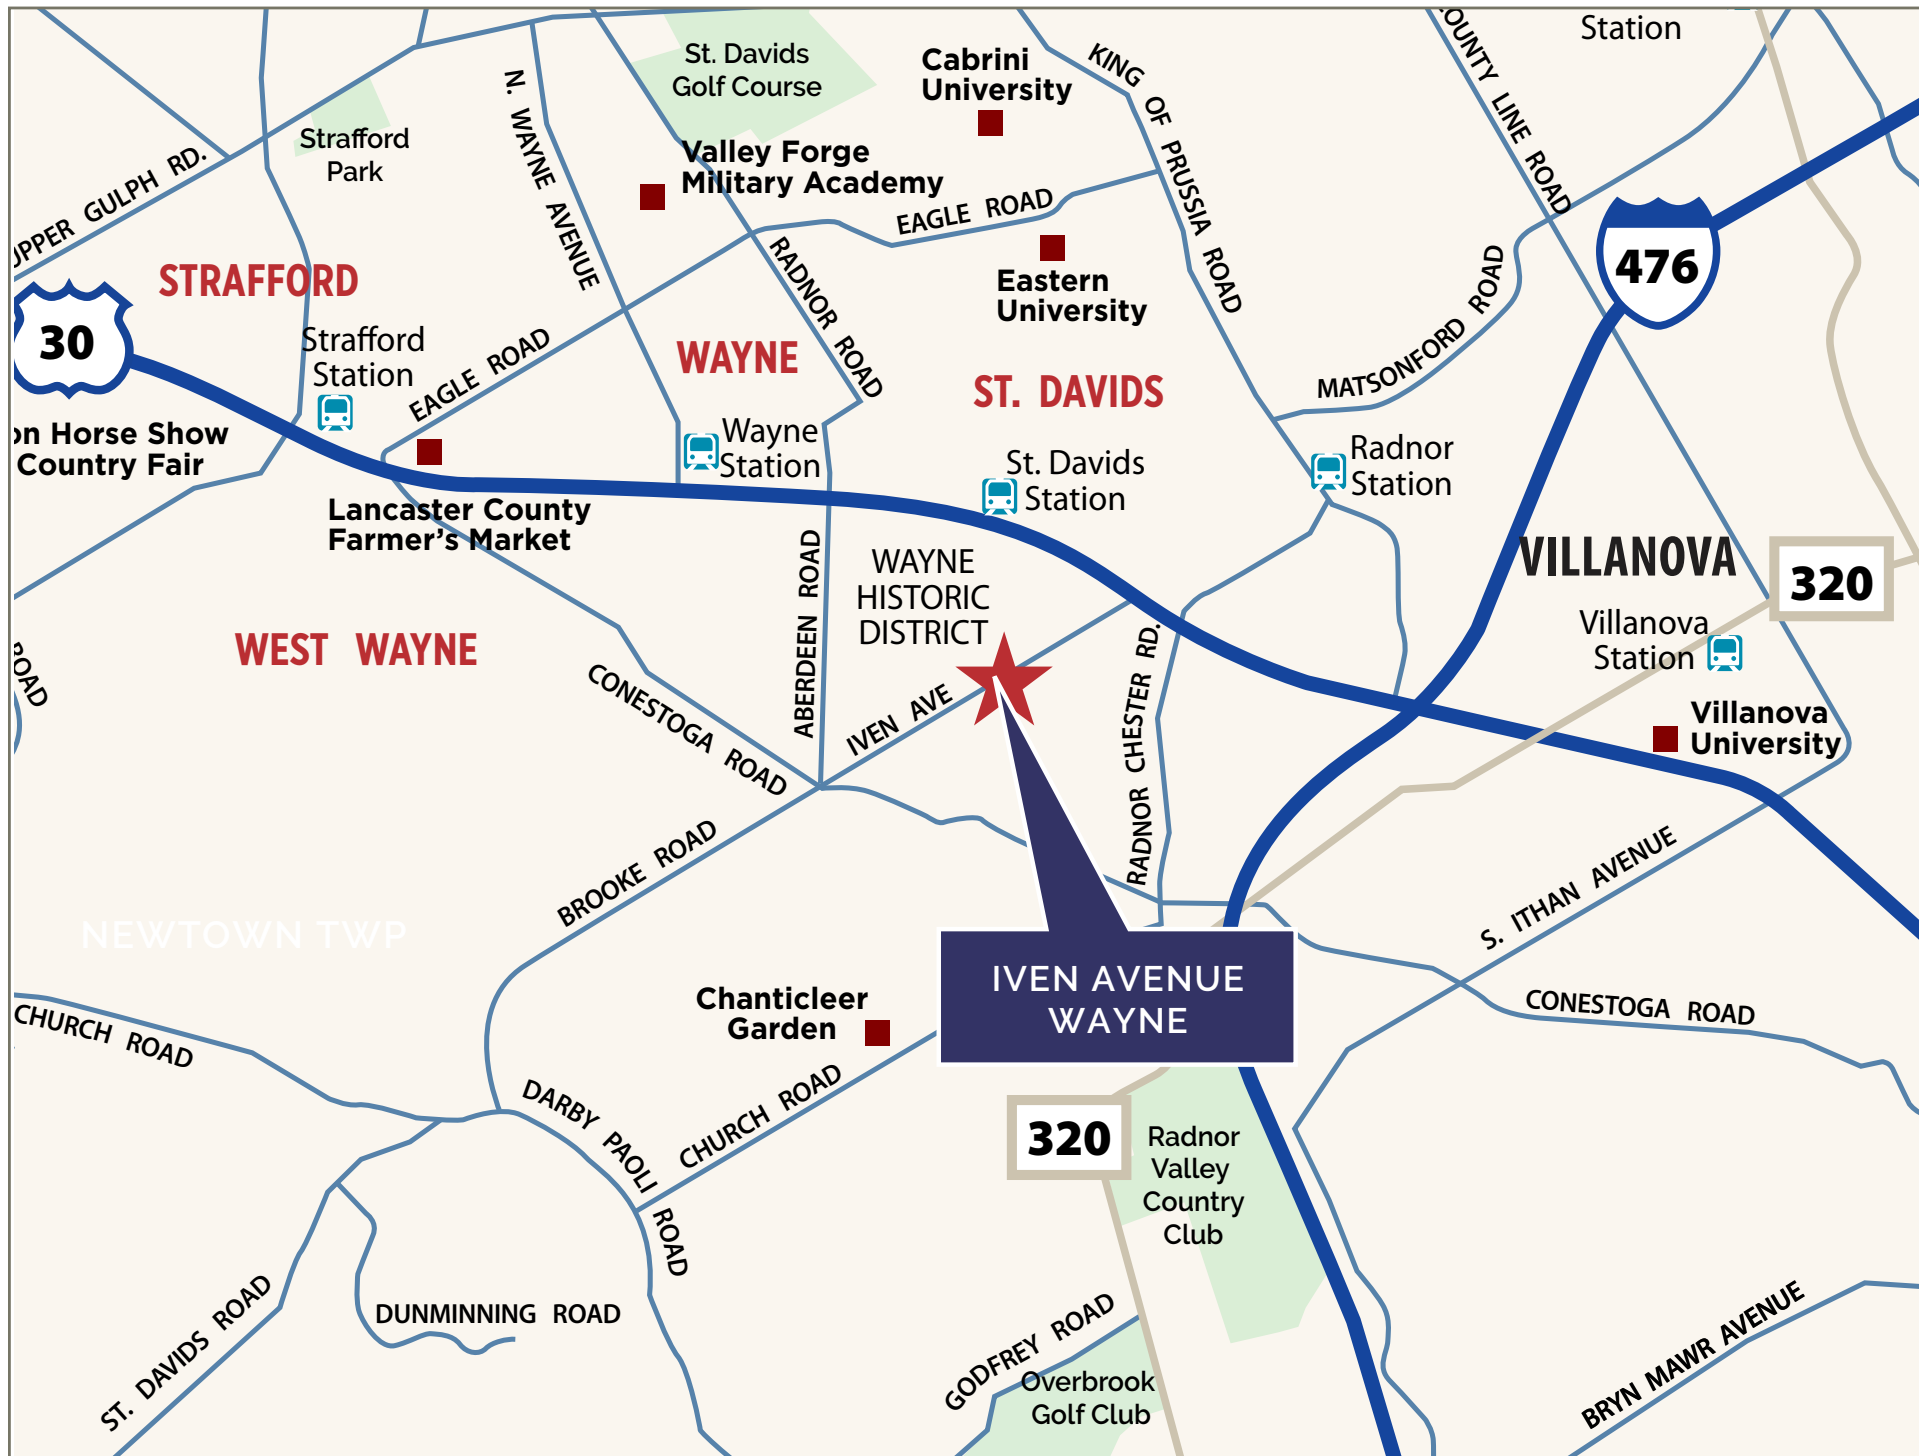 Station
St. Davids
Golf Course
Cabrini
University
KING OF PRUSSIA ROAD
COUNTY LINE ROAD
N. WAYNE AVENUE
Strafford
Park
UPPER GULPH RD.
Valley Forge
Military Academy
EAGLE ROAD
RADNOR ROAD
STRAFFORD
Eastern
University
476
MATSONFORD ROAD
30
Strafford
Station
EAGLE ROAD
WAYNE
ST. DAVIDS
on Horse Show
Country Fair
Wayne
Station
St. Davids
Station
Radnor
Station
Lancaster County
Farmer's Market
ABERDEEN ROAD
WAYNE
HISTORIC
DISTRICT
VILLANOVA
320
Villanova
Station
WEST WAYNE
ROAD
CONESTOGA ROAD
IVEN AVE
RADNOR CHESTER RD.
Villanova
University
BROOKE ROAD
S. ITHAN AVENUE
NEWTOWN TWP
IVEN AVENUE
WAYNE
Chanticleer
Garden
CONESTOGA ROAD
CHURCH ROAD
DARBY PAOLI ROAD
CHURCH ROAD
320
Radnor
Valley
Country
Club
ST. DAVIDS ROAD
DUNMINNING ROAD
GODFREY ROAD
Overbrook
Golf Club
BRYN MAWR AVENUE